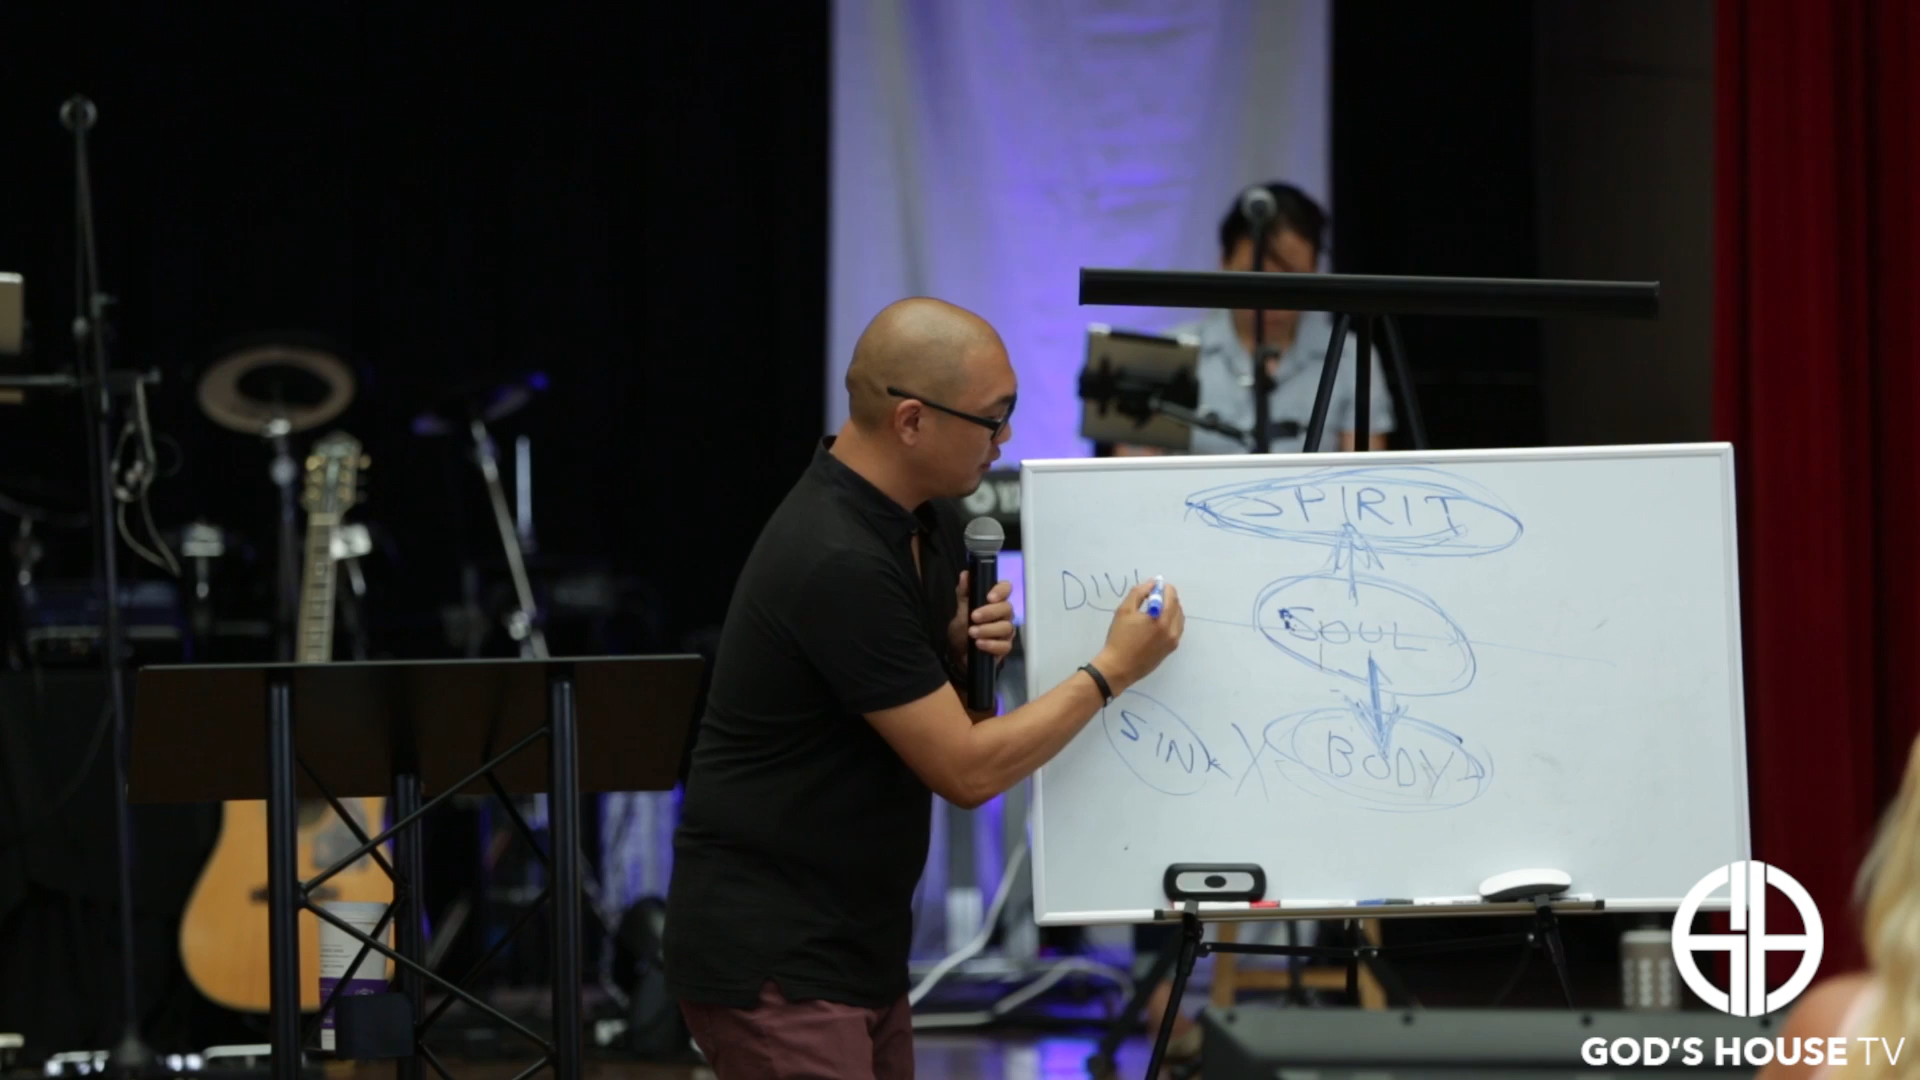 SPIRIT
DIVI
SOUL
SIN X BODY
GOD'S HOUSE TV